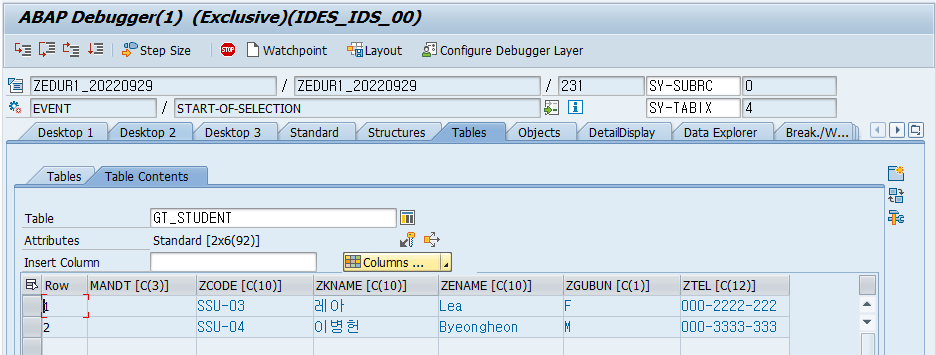 ABAP Debugger(1) (Exclusive)(IDES_IDS_00)
Step Size STOP Watchpoint Layout Configure Debugger Layer
ZEDUR1_20220929 / ZEDUR1_20220929 / 231 SY-SUBRC 0
EVENT / START-OF-SELECTION SY-TABIX 4
Desktop 1 Desktop 2 Desktop 3 Standard Structures Tables Objects DetailDisplay Data Explorer Break./W...
Tables Table Contents
Table GT_STUDENT
Attributes Standard [2x6(92)]
Insert Column Columns ...
Row MANDT [C(3)] ZCODE [C(10)] ZKNAME [C(10)] ZENAME [C(10)] ZGUBUN [C(1)] ZTEL [C(12)]
1 SSU-03 레아 Lea F 000-2222-222
2 SSU-04 이병헌 Byeongheon M 000-3333-333